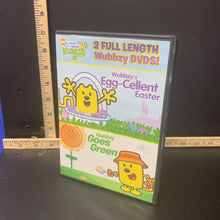 2 FULL LENGTH
Wubbzy DVDS!
Wubbzy's
Egg-Cellent
Easter
Wubbzy
Goes
Green